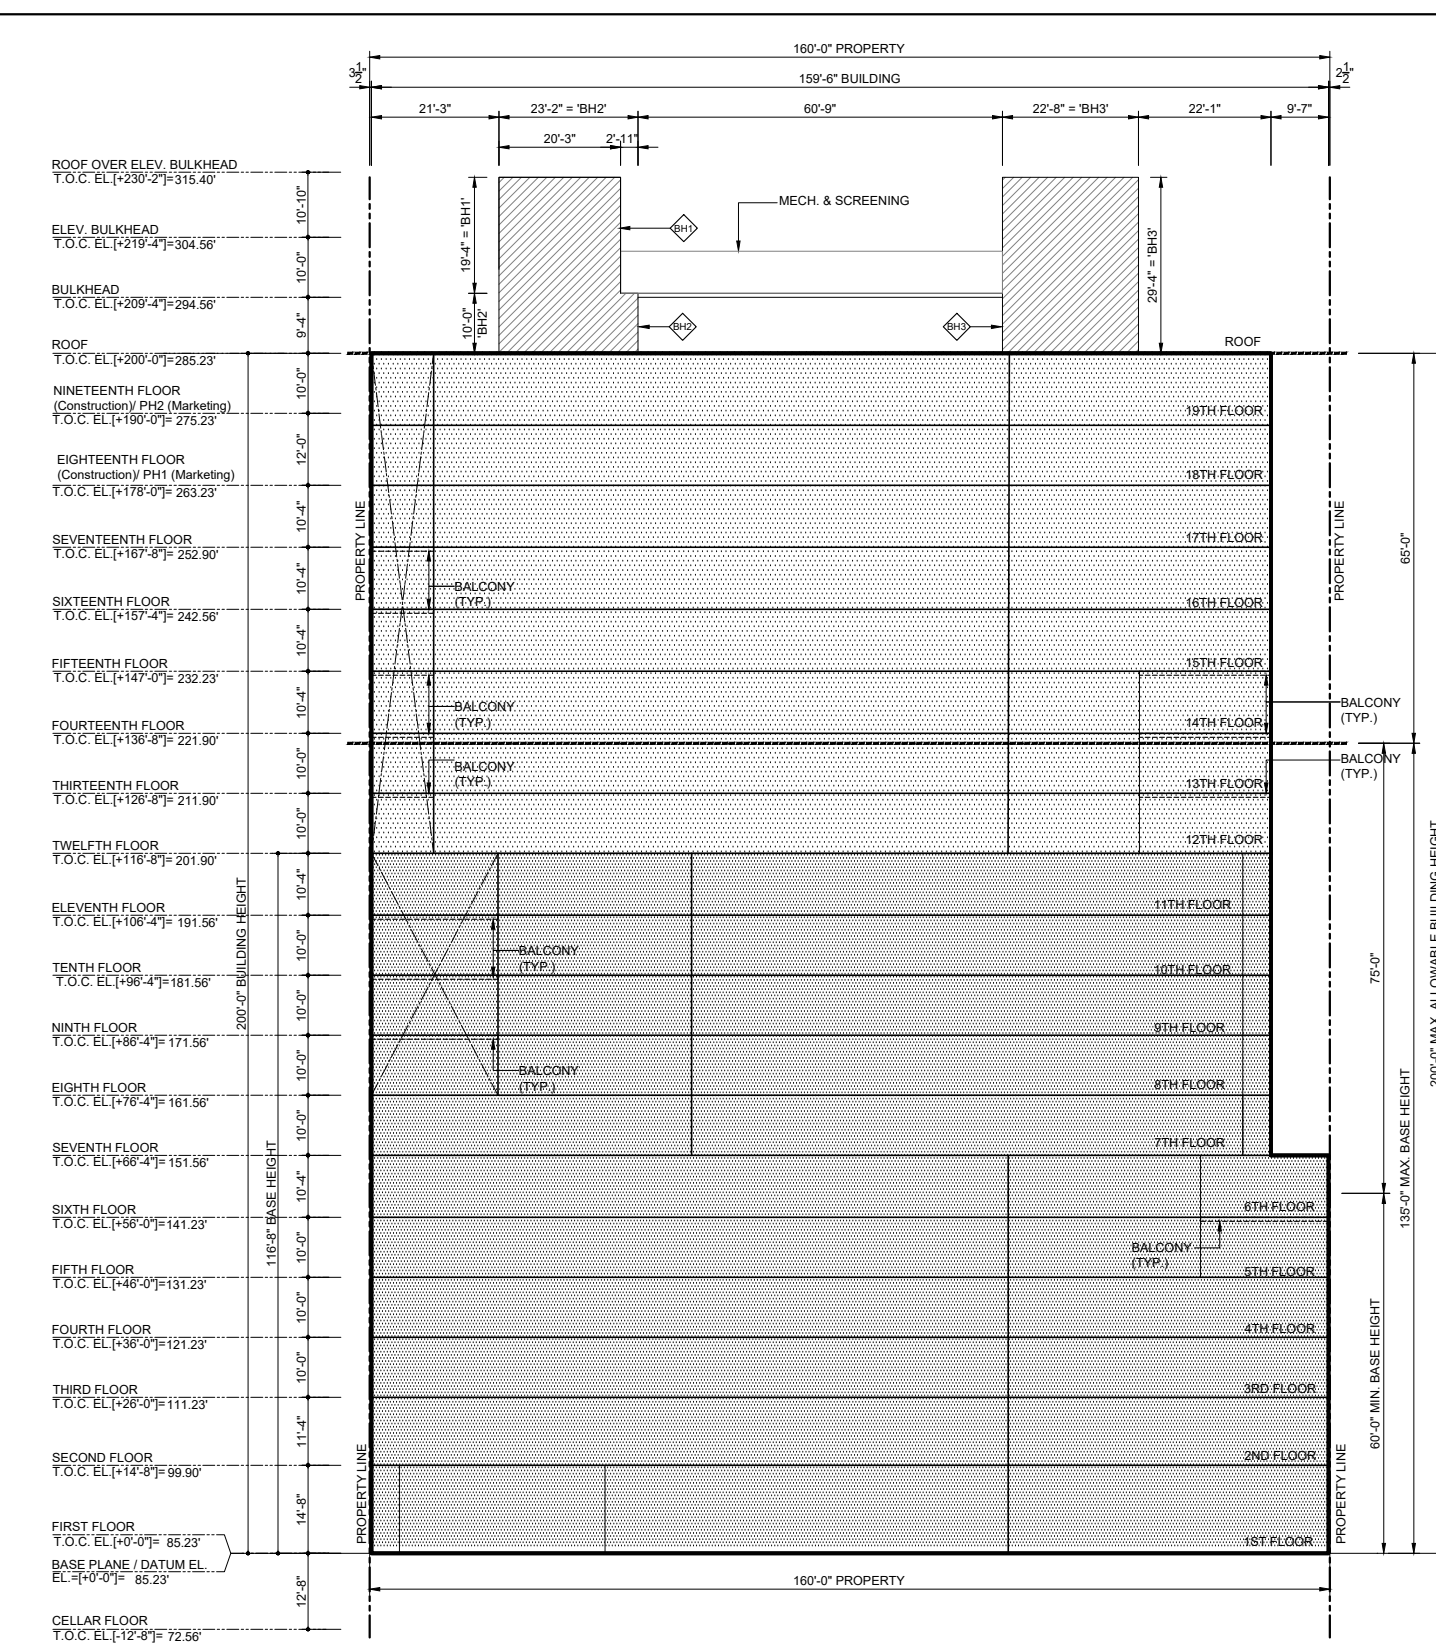 160'-0" PROPERTY
3 1/2"
159'-6" BUILDING
2 1/2"
21'-3"
23'-2" = 'BH2'
60'-9"
22'-8" = 'BH3'
22'-1"
9'-7"
20'-3"
2'-11"
ROOF OVER ELEV. BULKHEAD
T.O.C. EL.[+230'-2"]=315.40'
10'-10"
ELEV. BULKHEAD
T.O.C. EL.[+219'-4"]=304.56'
10'-0"
BULKHEAD
T.O.C. EL.[+209'-4"]=294.56'
9'-4"
ROOF
T.O.C. EL.[+200'-0"]=285.23'
10'-0"
NINETEENTH FLOOR
(Construction)/ PH2 (Marketing)
T.O.C. EL.[+190'-0"]= 275.23'
12'-0"
EIGHTEENTH FLOOR
(Construction)/ PH1 (Marketing)
T.O.C. EL.[+178'-0"]= 263.23'
10'-4"
SEVENTEENTH FLOOR
T.O.C. EL.[+167'-8"]= 252.90'
10'-4"
SIXTEENTH FLOOR
T.O.C. EL.[+157'-4"]= 242.56'
10'-4"
FIFTEENTH FLOOR
T.O.C. EL.[+147'-0"]= 232.23'
10'-4"
FOURTEENTH FLOOR
T.O.C. EL.[+136'-8"]= 221.90'
10'-0"
THIRTEENTH FLOOR
T.O.C. EL.[+126'-8"]= 211.90'
10'-0"
TWELFTH FLOOR
T.O.C. EL.[+116'-8"]= 201.90'
10'-4"
ELEVENTH FLOOR
T.O.C. EL.[+106'-4"]= 191.56'
10'-0"
TENTH FLOOR
T.O.C. EL.[+96'-4"]=181.56'
10'-0"
NINTH FLOOR
T.O.C. EL.[+86'-4"]= 171.56'
10'-0"
EIGHTH FLOOR
T.O.C. EL.[+76'-4"]= 161.56'
10'-0"
SEVENTH FLOOR
T.O.C. EL.[+66'-4"]= 151.56'
10'-4"
SIXTH FLOOR
T.O.C. EL.[+56'-0"]=141.23'
10'-0"
FIFTH FLOOR
T.O.C. EL.[+46'-0"]=131.23'
10'-0"
FOURTH FLOOR
T.O.C. EL.[+36'-0"]=121.23'
10'-0"
THIRD FLOOR
T.O.C. EL.[+26'-0"]=111.23'
11'-4"
SECOND FLOOR
T.O.C. EL.[+14'-8"]= 99.90'
14'-8"
FIRST FLOOR
T.O.C. EL.[+0'-0"]= 85.23'
BASE PLANE / DATUM EL.
EL.=[+0'-0"]= 85.23'
12'-8"
CELLAR FLOOR
T.O.C. EL.[-12'-8"]= 72.56'
200'-0" BUILDING HEIGHT
116'-8" BASE HEIGHT
MECH. & SCREENING
BH1
19'-4" = 'BH1'
10'-0"
'BH2'
BH2
BH3
29'-4" = 'BH3'
ROOF
19TH FLOOR
18TH FLOOR
17TH FLOOR
16TH FLOOR
15TH FLOOR
14TH FLOOR
13TH FLOOR
12TH FLOOR
11TH FLOOR
10TH FLOOR
9TH FLOOR
8TH FLOOR
7TH FLOOR
6TH FLOOR
5TH FLOOR
4TH FLOOR
3RD FLOOR
2ND FLOOR
1ST FLOOR
BALCONY
(TYP.)
BALCONY
(TYP.)
BALCONY
(TYP.)
BALCONY
(TYP.)
BALCONY
(TYP.)
BALCONY
(TYP.)
BALCONY
(TYP.)
BALCONY
(TYP.)
PROPERTY LINE
PROPERTY LINE
PROPERTY LINE
PROPERTY LINE
65'-0"
75'-0"
60'-0" MIN. BASE HEIGHT
135'-0" MAX. BASE HEIGHT
200'-0" MAX. ALLOWABLE BUILDING HEIGHT
160'-0" PROPERTY